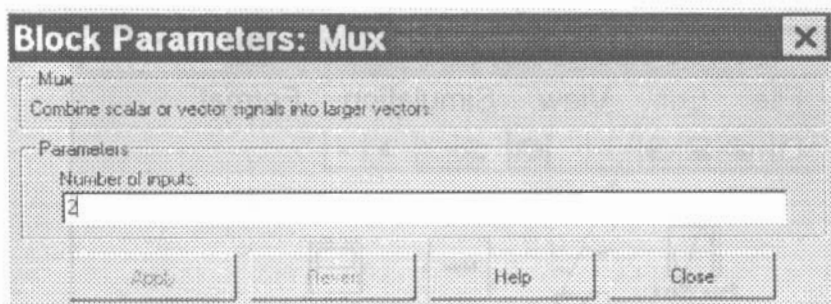 Block Parameters: Mux
Mux
Combine scalar or vector signals into larger vectors.
Parameters
Number of inputs:
2
Apply Revert Help Close